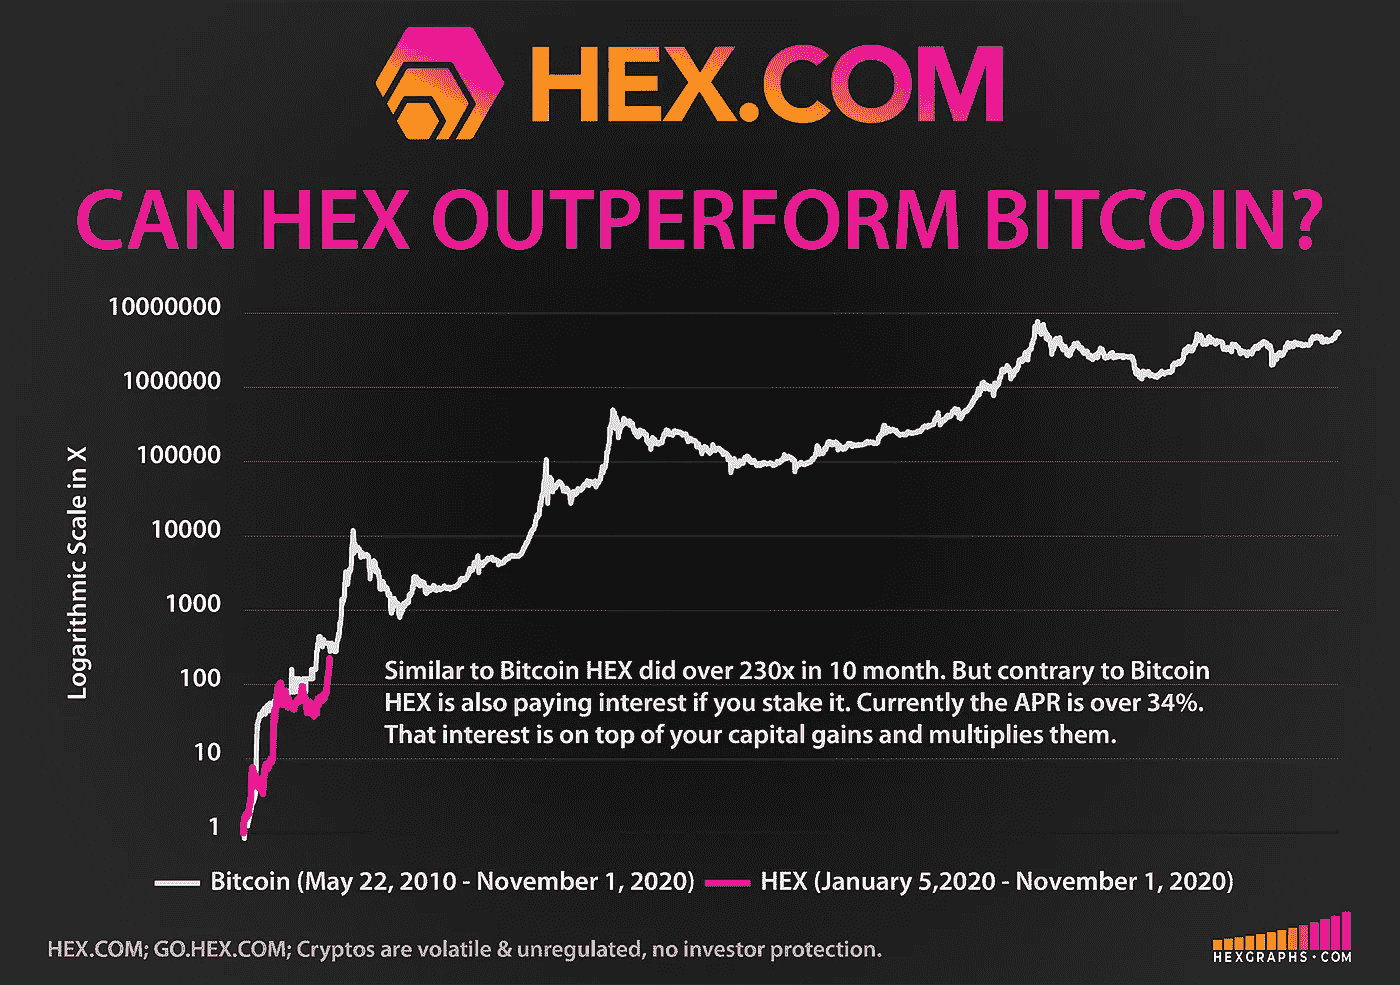 HEX.COM
CAN HEX OUTPERFORM BITCOIN?
10000000
1000000
100000
10000
1000
100
10
1
Logarithmic Scale in X
Similar to Bitcoin HEX did over 230x in 10 month. But contrary to Bitcoin
HEX is also paying interest if you stake it. Currently the APR is over 34%.
That interest is on top of your capital gains and multiplies them.
Bitcoin (May 22, 2010 - November 1, 2020)
HEX (January 5,2020 - November 1, 2020)
HEX.COM; GO.HEX.COM; Cryptos are volatile & unregulated, no investor protection.
HEXGRAPHS·COM